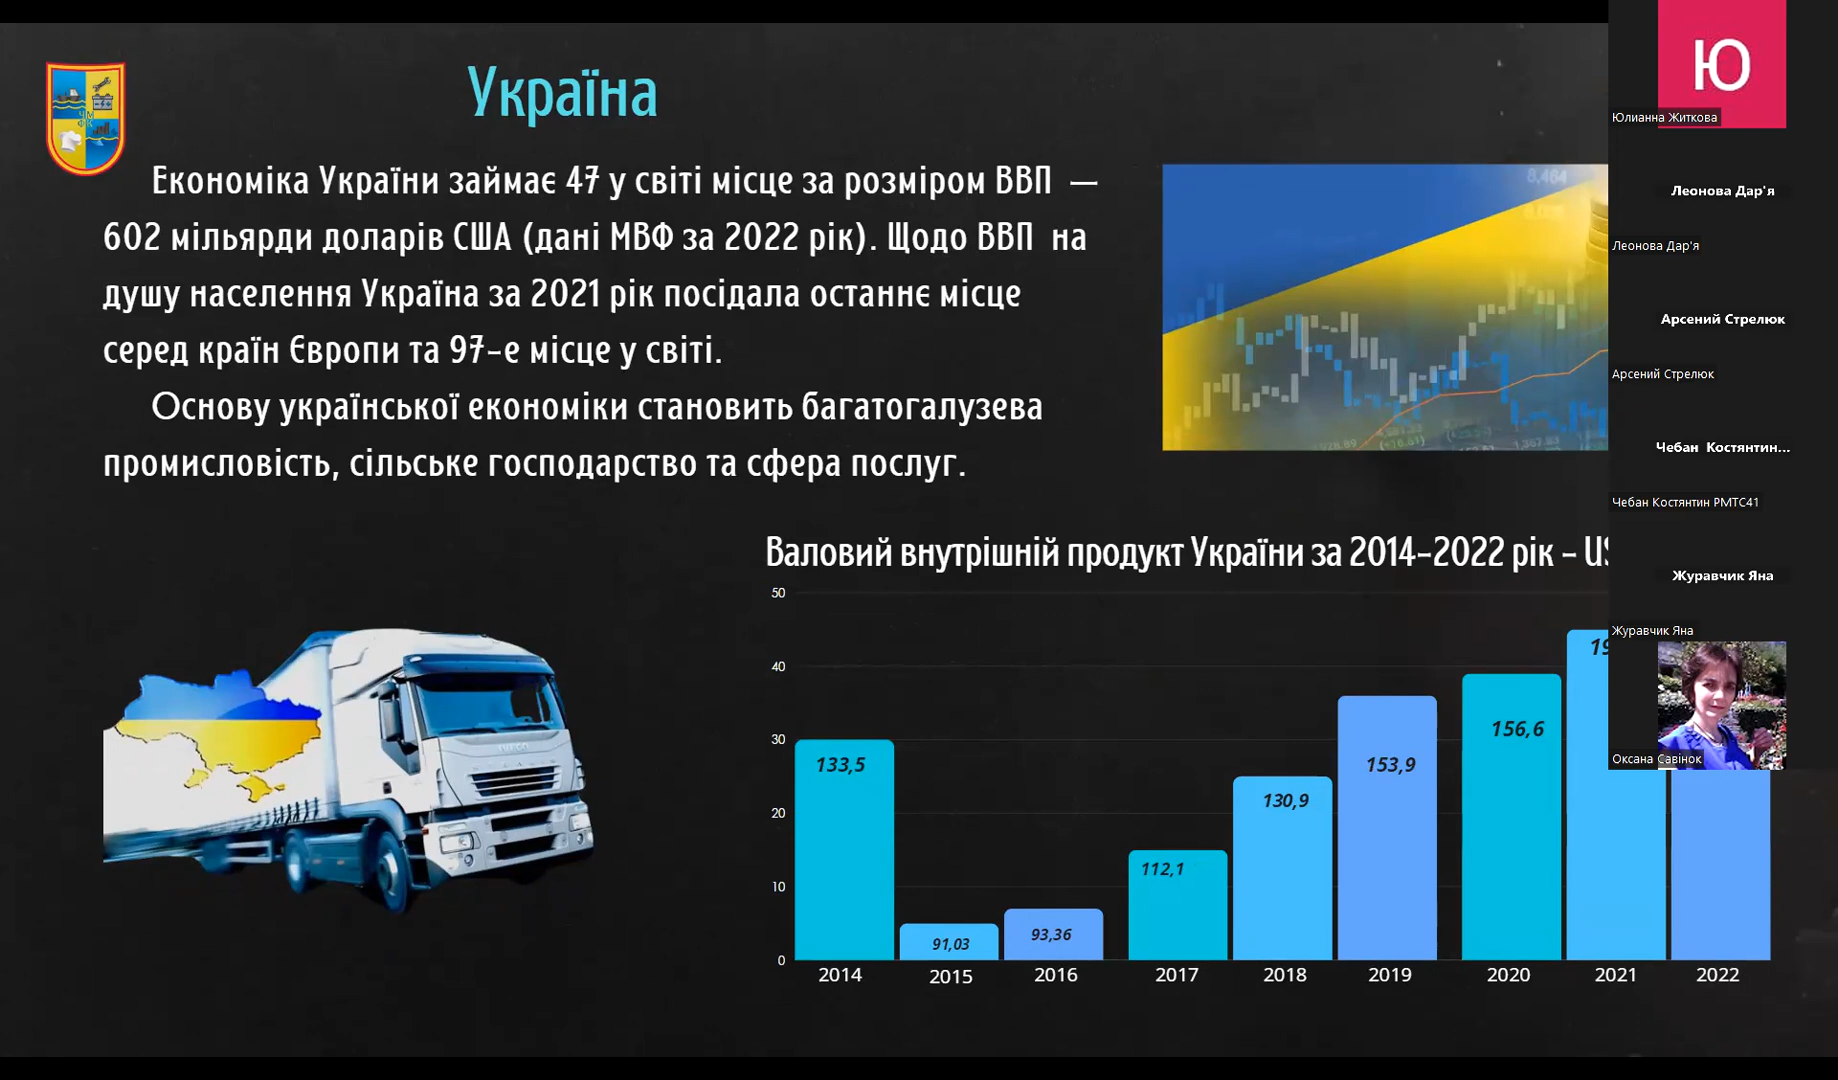 Україна
Економіка України займає 47 у світі місце за розміром ВВП —
602 мільярди доларів США (дані МВФ за 2022 рік). Щодо ВВП на
душу населення Україна за 2021 рік посідала останнє місце
серед країн Європи та 97-е місце у світі.
Основу української економіки становить багатогалузева
промисловість, сільське господарство та сфера послуг.
8,464
Валовий внутрішній продукт України за 2014-2022 рік -
50
40
30
20
10
0
133,5
91,03
93,36
112,1
130,9
153,9
156,6
2014
2015
2016
2017
2018
2019
2020
2021
2022
Ю
Юлианна Житкова
Леонова Дар'я
Леонова Дар'я
Арсений Стрелюк
Арсений Стрелюк
Чебан Костянтин...
Чебан Костянтин РМТС41
Журавчик Яна
Журавчик Яна
Оксана Савінок